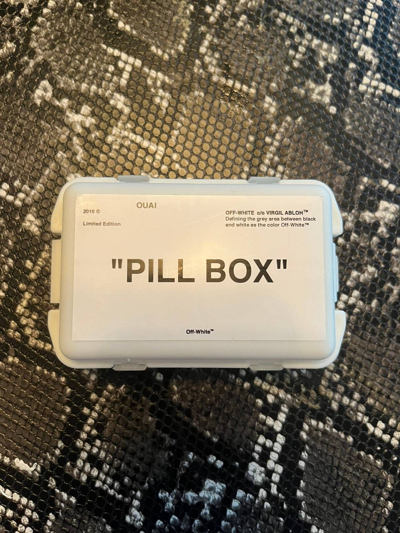 OUAI
2018 ©
OFF-WHITE c/o VIRGIL ABLOH™
Defining the grey area between black
and white as the color Off-White™
Limited Edition
"PILL BOX"
Off-White™